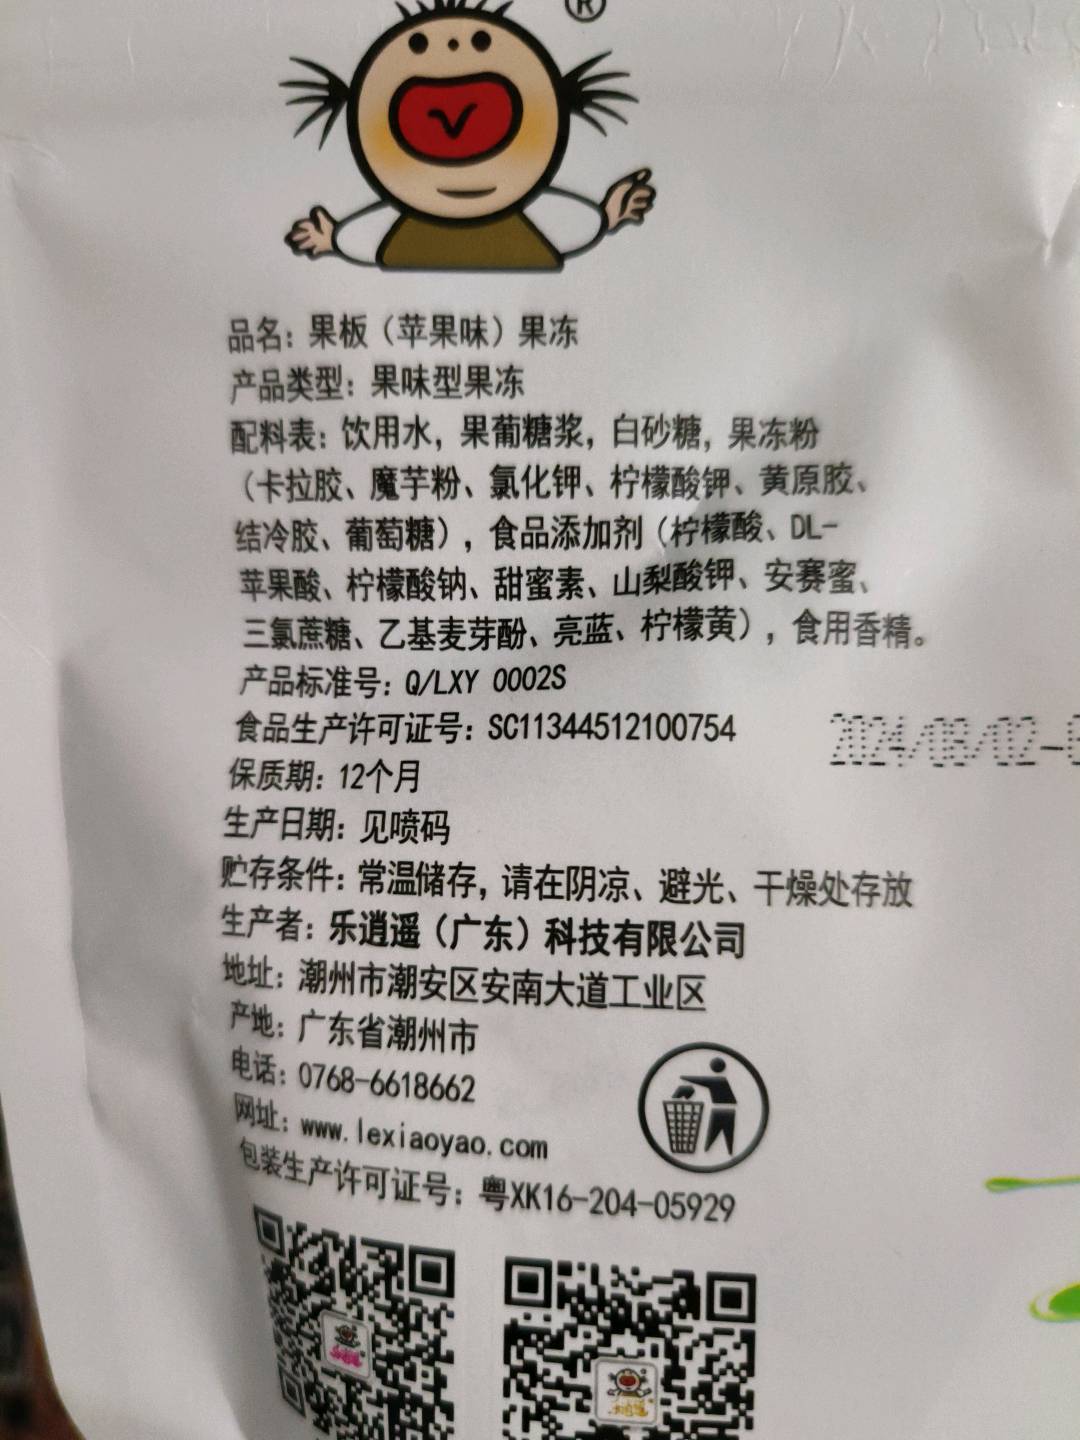 ®
品名：果板（苹果味）果冻
产品类型：果味型果冻
配料表：饮用水，果葡糖浆，白砂糖，果冻粉
（卡拉胶、魔芋粉、氯化钾、柠檬酸钾、黄原胶、
结冷胶、葡萄糖），食品添加剂（柠檬酸、DL-
苹果酸、柠檬酸钠、甜蜜素、山梨酸钾、安赛蜜、
三氯蔗糖、乙基麦芽酚、亮蓝、柠檬黄），食用香精。
产品标准号：Q/LXY 0002S
食品生产许可证号：SC11344512100754
2024/08/02-
保质期：12个月
生产日期：见喷码
贮存条件：常温储存，请在阴凉、避光、干燥处存放
生产者：乐逍遥（广东）科技有限公司
地址：潮州市潮安区安南大道工业区
产地：广东省潮州市
电话：0768-6618662
网址：www.lexiaoyao.com
包装生产许可证号：粤XK16-204-05929